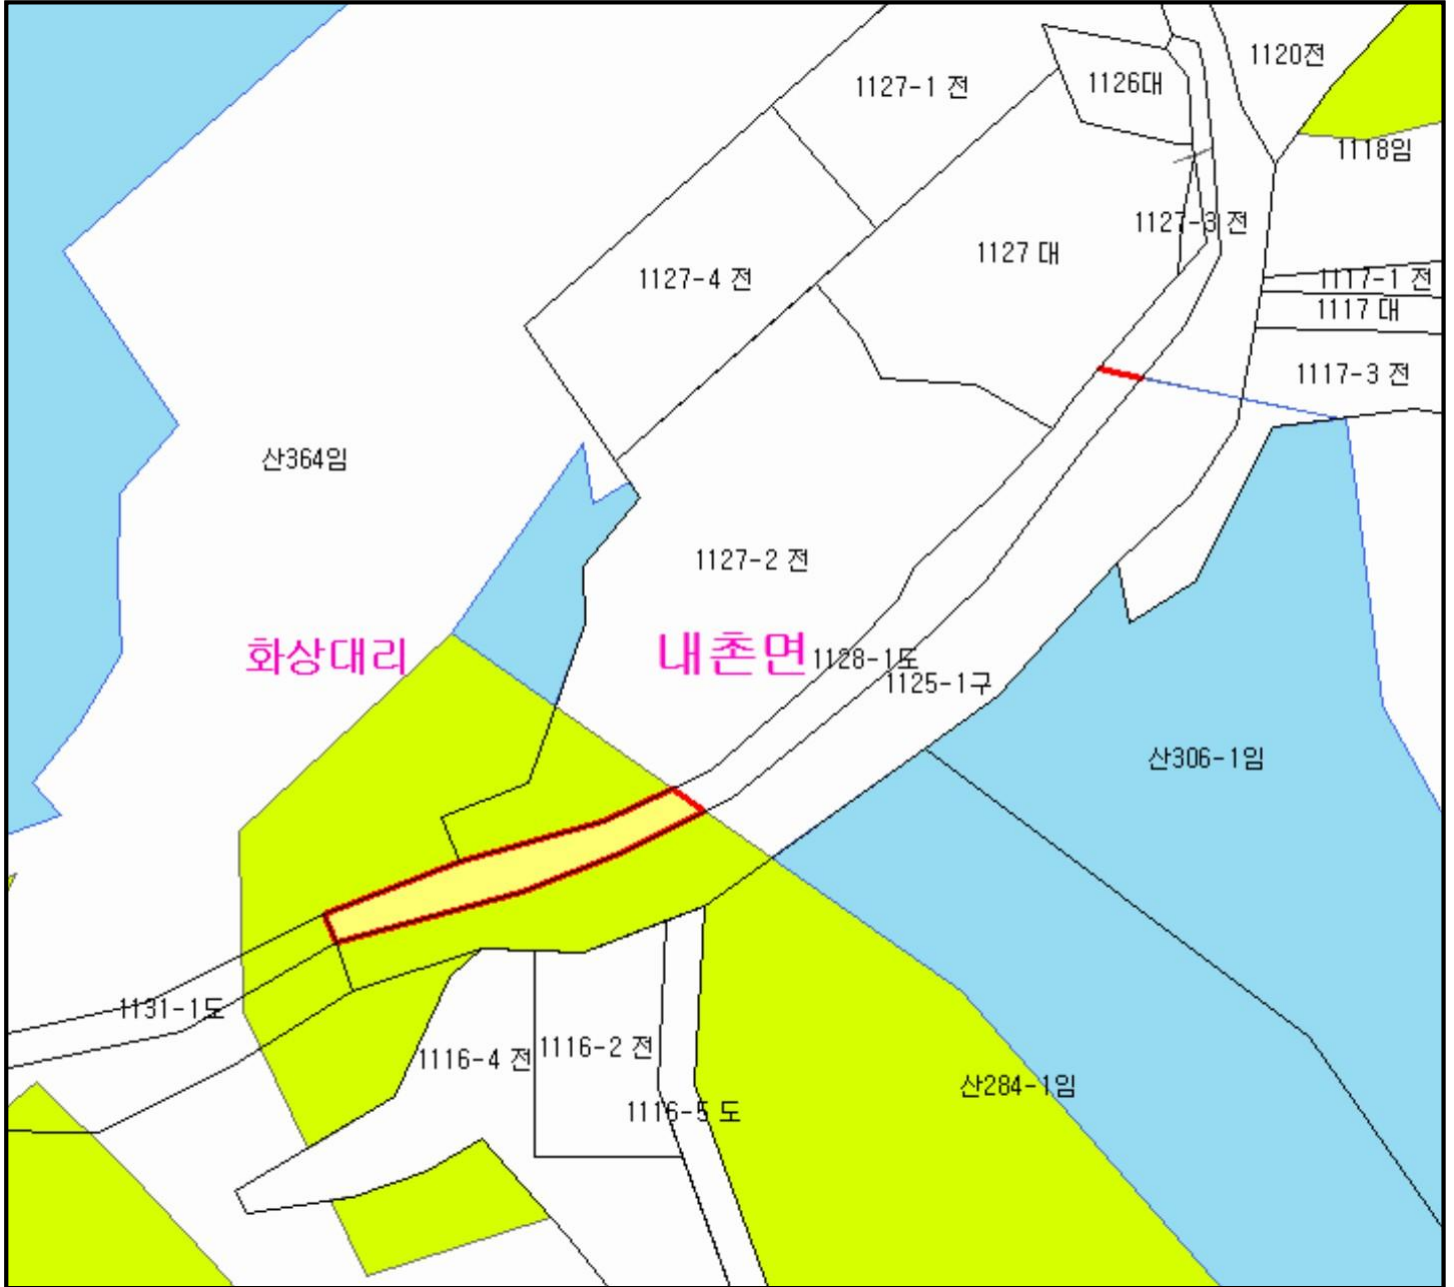 1120전
1127-1 전
1126대
1118임
1127-3 전
1127 대
1127-4 전
1117-1 전
1117 대
1117-3 전
산364임
1127-2 전
화상대리
내촌면
1128-1도
1125-1구
산306-1임
1131-1도
1116-4 전
1116-2 전
산284-1임
1116-5 도